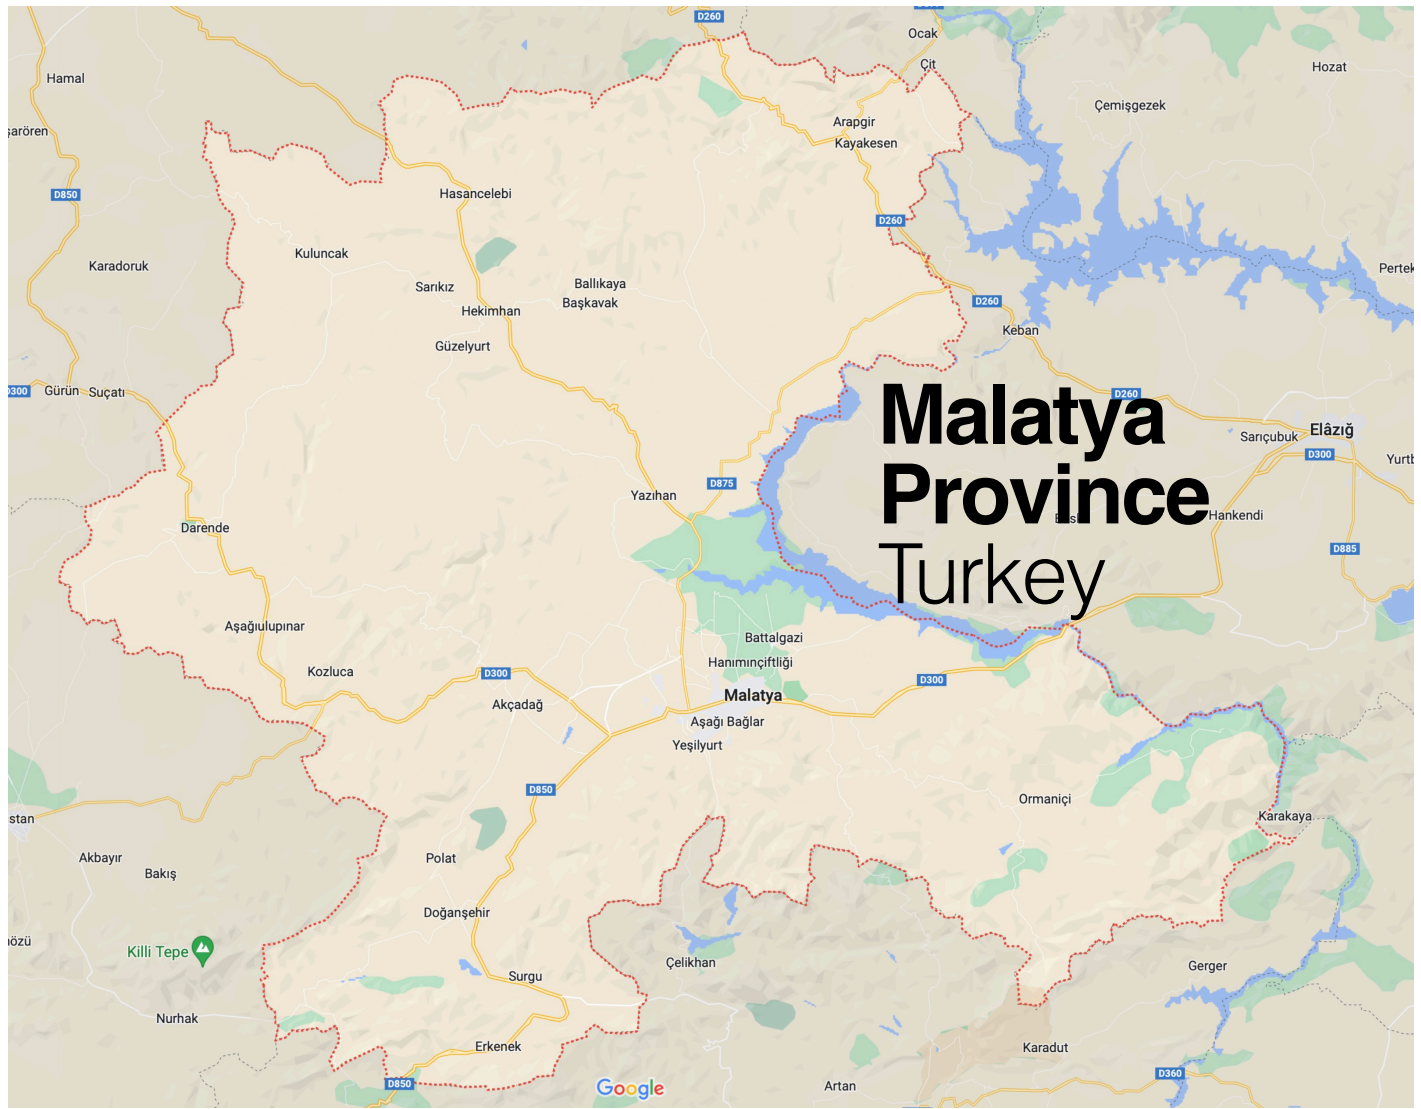 D260
Ocak
Çit
Hozat
Hamal
Çemişgezek
Arapgir
Kayakesen
şarören
D850
Hasancelebi
D260
Kuluncak
Karadoruk
Pertek
Sarıkız
Ballıkaya
Başkavak
D260
Hekimhan
Keban
Güzelyurt
D300
Gürün
Suçatı
D260
Malatya
Province
Turkey
Sarıçubuk
Elâzığ
D300
D875
Yazıhan
Hankendi
Darende
D885
Aşağıulupınar
Battalgazi
Hanımınçiftliği
Kozluca
D300
D300
Malatya
Akçadağ
Aşağı Bağlar
Yeşilyurt
D850
Ormaniçi
Karakaya
stan
Akbayır
Polat
Bakış
Doğanşehir
özü
Killi Tepe
Çelikhan
Gerger
Surgu
Nurhak
Erkenek
Karadut
D850
Google
Artan
D360